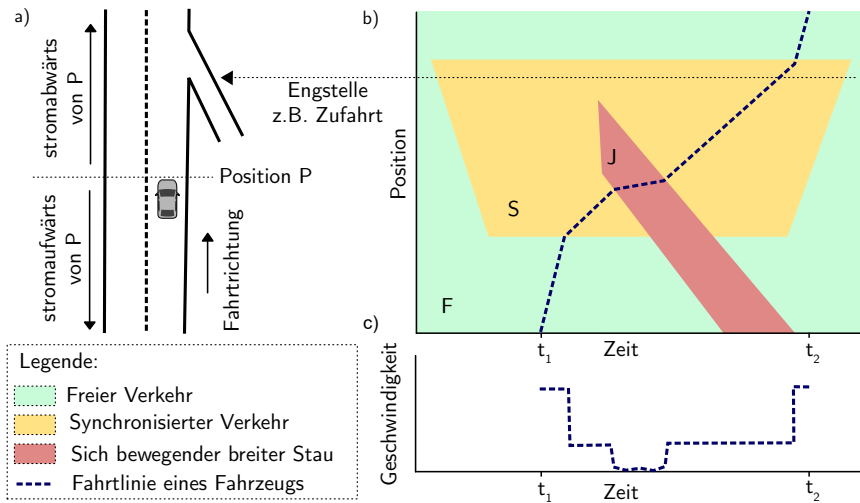 a)
stromabwärts
von P
stromaufwärts
von P
Fahrtrichtung
Position P
Engstelle
z.B. Zufahrt
b)
Position
J
S
F
t1
Zeit
t2
c)
Geschwindigkeit
t1
Zeit
t2
Legende:
Freier Verkehr
Synchronisierter Verkehr
Sich bewegender breiter Stau
Fahrtlinie eines Fahrzeugs